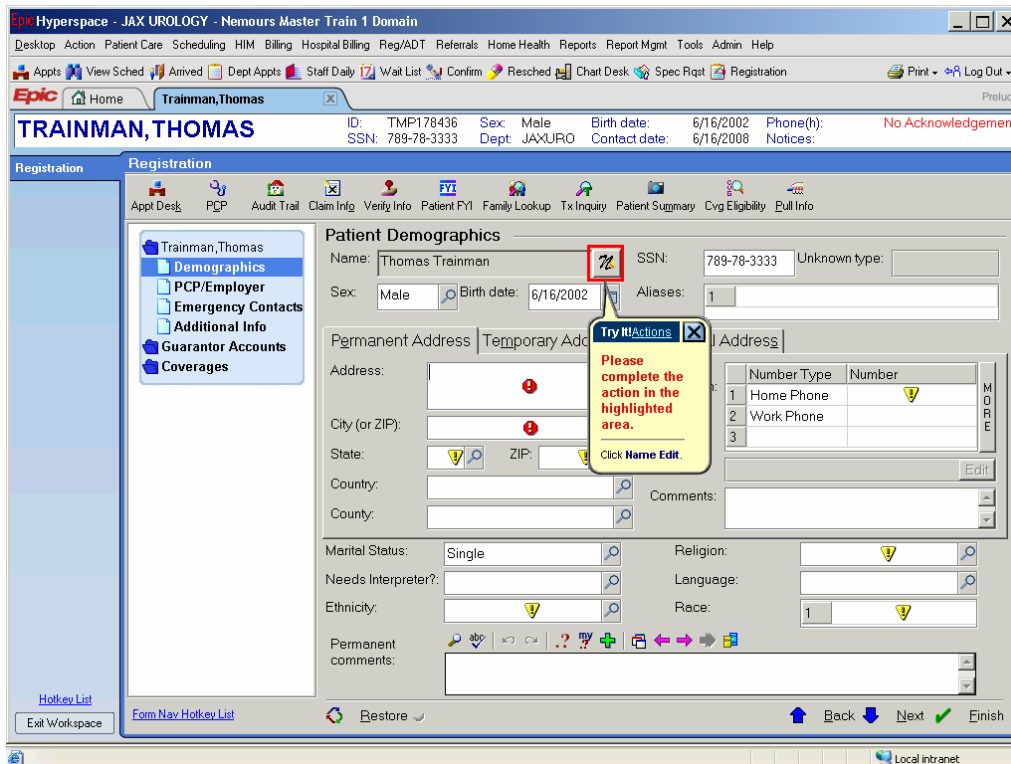 Epic Hyperspace - JAX UROLOGY - Nemours Master Train 1 Domain
Desktop Action Patient Care Scheduling HIM Billing Hospital Billing Reg/ADT Referrals Home Health Reports Report Mgmt Tools Admin Help
Appts View Sched Arrived Dept Appts Staff Daily Wait List Confirm Resched Chart Desk Spec Rqst Registration Print Log Out
Epic Home Trainman,Thomas Preluc
TRAINMAN,THOMAS
ID: TMP178436 Sex: Male Birth date: 6/16/2002 Phone(h): No Acknowledgemen
SSN: 789-78-3333 Dept: JAXURO Contact date: 6/16/2008 Notices:
Registration
Registration
Appt Desk PCP Audit Trail Claim Info Verify Info Patient FYI Family Lookup Tx Inquiry Patient Summary Cvg Eligibility Pull Info
Trainman,Thomas
Demographics
PCP/Employer
Emergency Contacts
Additional Info
Guarantor Accounts
Coverages
Patient Demographics
Name: Thomas Trainman SSN: 789-78-3333 Unknown type:
Sex: Male Birth date: 6/16/2002 Aliases: 1
Permanent Address Temporary Add l Address
Try It! Actions
Please
complete the
action in the
highlighted
area.
Click Name Edit.
Address:
City (or ZIP):
State: ZIP:
Country:
County:
Number Type Number
1 Home Phone
2 Work Phone
3
MORE
Edit
Comments:
Marital Status: Single Religion:
Needs Interpreter?: Language:
Ethnicity: Race: 1
Permanent
comments:
Hotkey List
Exit Workspace
Form Nav Hotkey List
Restore Back Next Finish
Local intranet